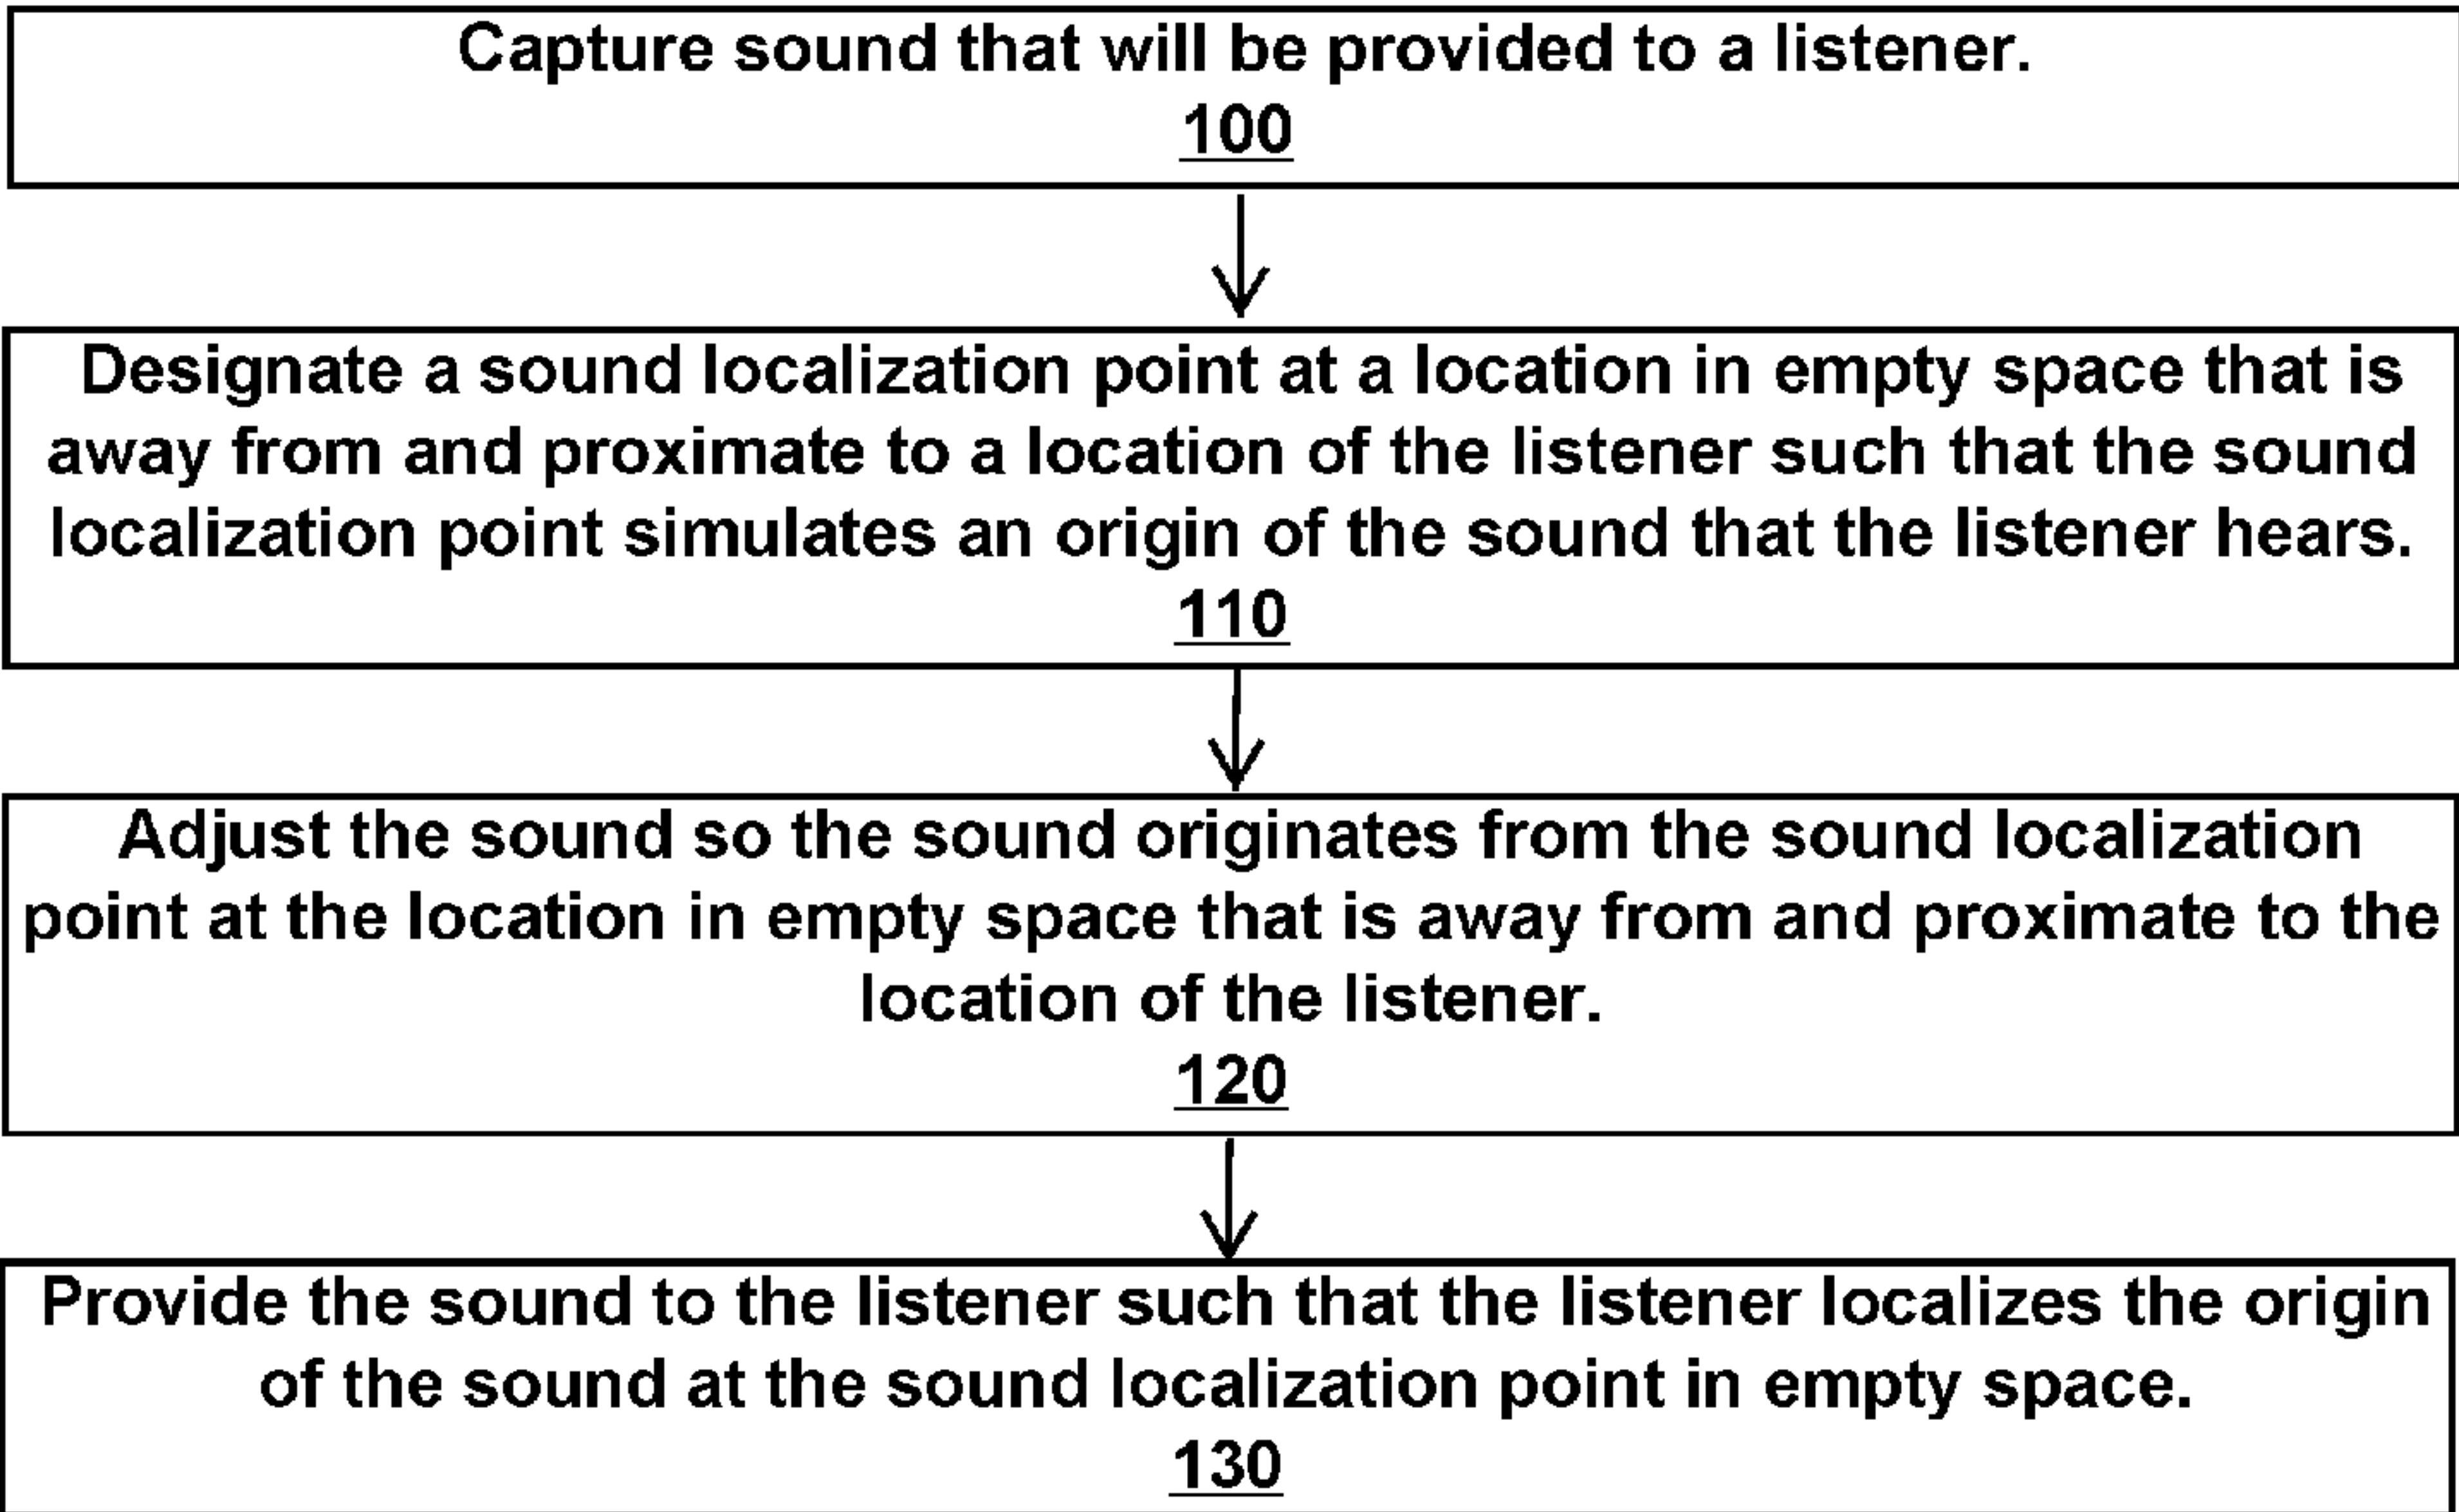 Capture sound that will be provided to a listener.
100
Designate a sound localization point at a location in empty space that is
away from and proximate to a location of the listener such that the sound
localization point simulates an origin of the sound that the listener hears.
110
Adjust the sound so the sound originates from the sound localization
point at the location in empty space that is away from and proximate to the
location of the listener.
120
Provide the sound to the listener such that the listener localizes the origin
of the sound at the sound localization point in empty space.
130